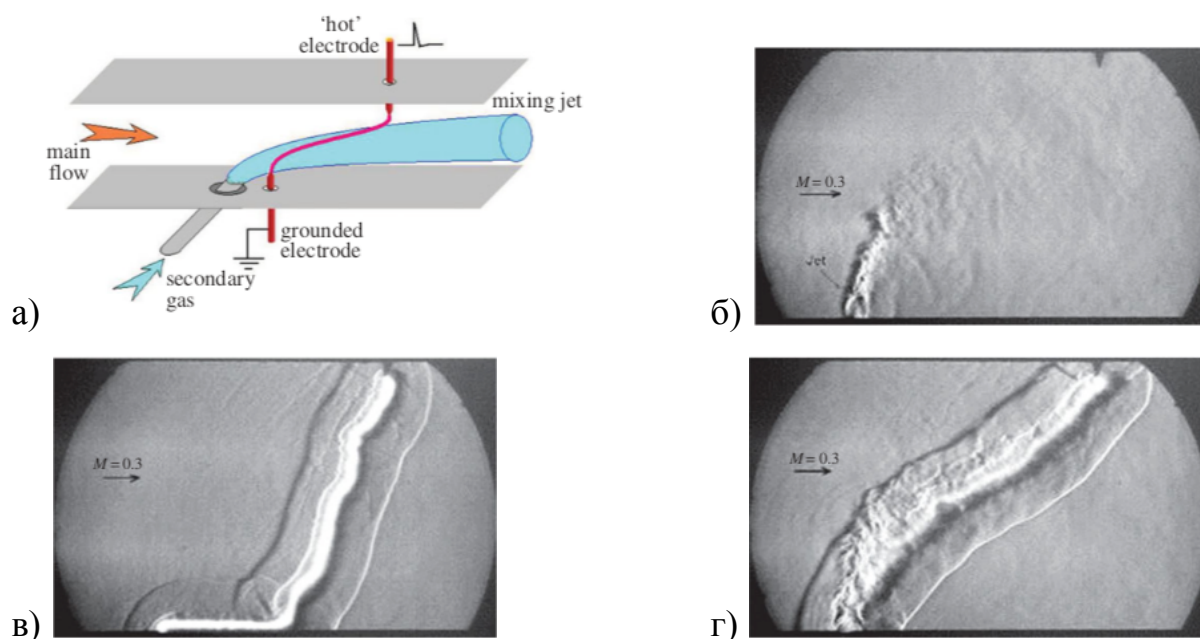 'hot'
electrode
mixing jet
main
flow
grounded
electrode
secondary
gas
а)
M = 0.3
Jet
б)
M = 0.3
в)
M = 0.3
г)